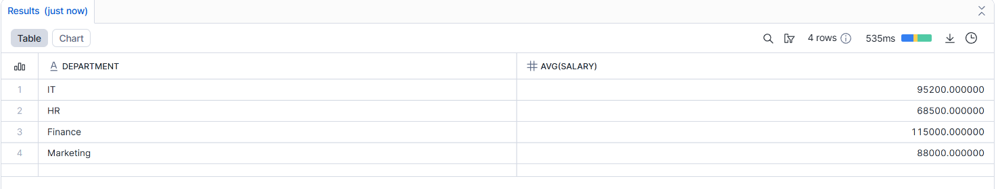 Results (just now)
Table Chart 4 rows 535ms
DEPARTMENT AVG(SALARY)
1 IT 95200.000000
2 HR 68500.000000
3 Finance 115000.000000
4 Marketing 88000.000000